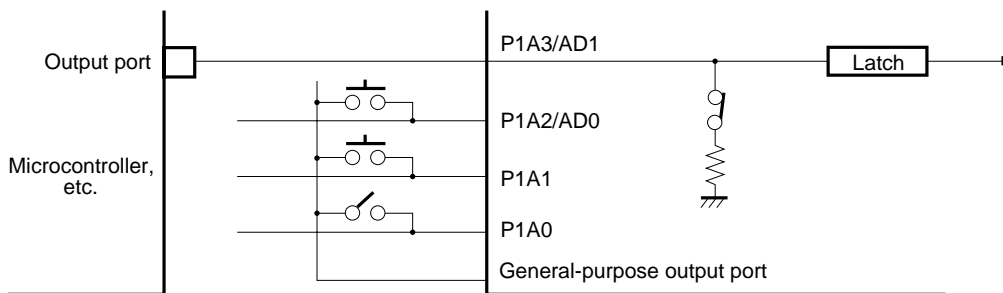 P1A3/AD1
Output port
Latch
P1A2/AD0
Microcontroller,
etc.
P1A1
P1A0
General-purpose output port